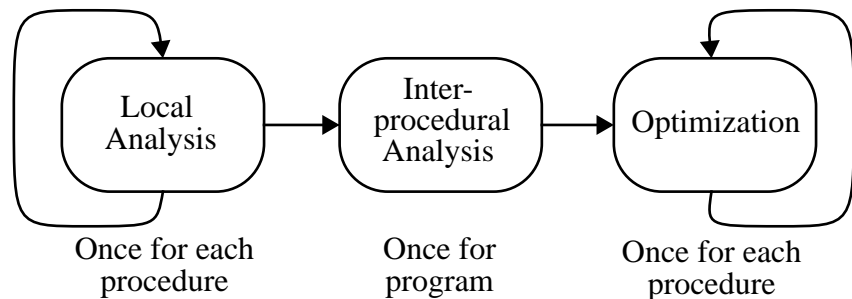 Local
Analysis
Inter-
procedural
Analysis
Optimization
Once for each
procedure
Once for
program
Once for each
procedure